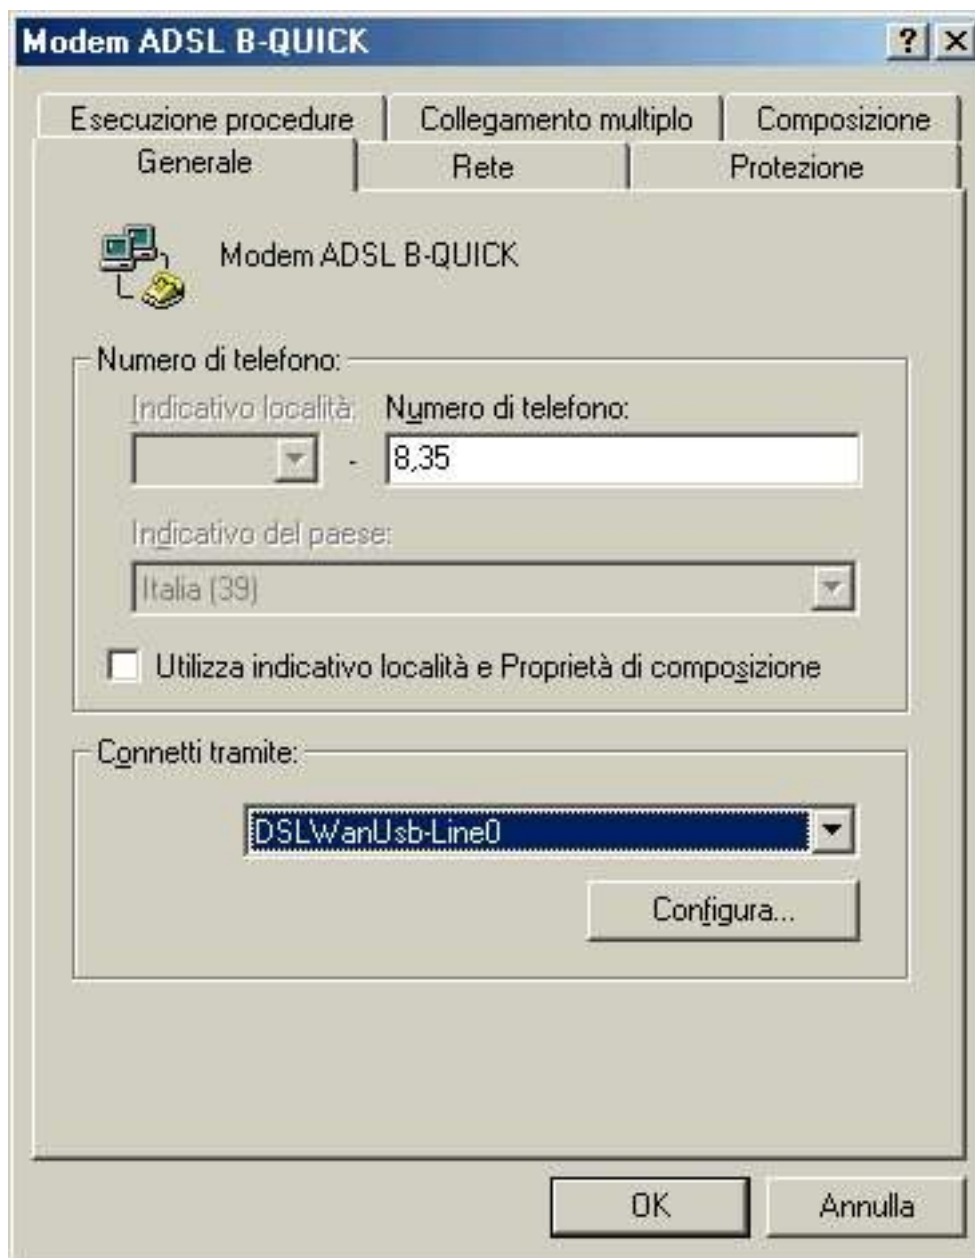 Modem ADSL B-QUICK
Esecuzione procedure Collegamento multiplo Composizione
Generale Rete Protezione
Modem ADSL B-QUICK
Numero di telefono:
Indicativo località: Numero di telefono:
- 8,35
Indicativo del paese:
Italia (39)
Utilizza indicativo località e Proprietà di composizione
Connetti tramite:
DSLWanUsb-Line0
Configura...
OK Annulla